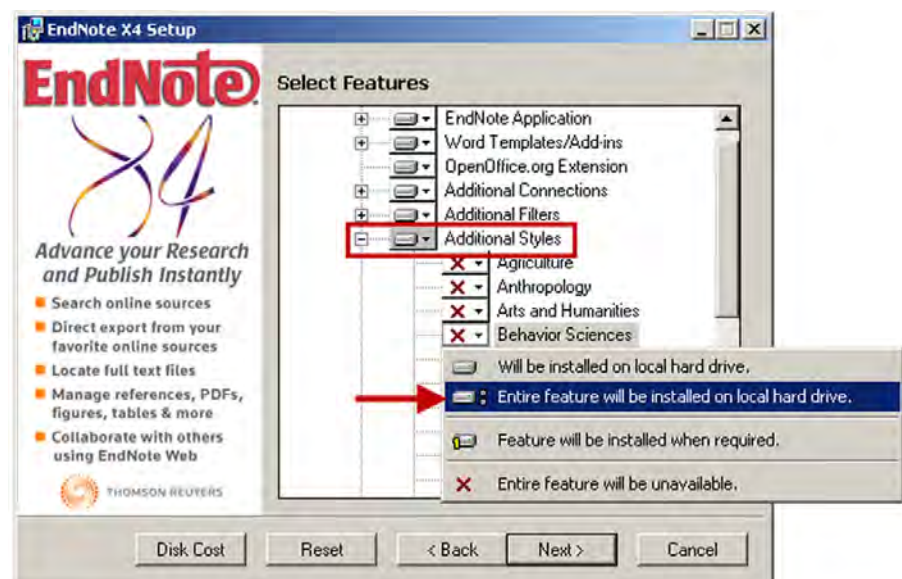 EndNote X4 Setup
EndNote
X4
Advance your Research
and Publish Instantly
Search online sources
Direct export from your
favorite online sources
Locate full text files
Manage references, PDFs,
figures, tables & more
Collaborate with others
using EndNote Web
THOMSON REUTERS
Select Features
EndNote Application
Word Templates/Add-ins
OpenOffice.org Extension
Additional Connections
Additional Filters
Additional Styles
Agriculture
Anthropology
Arts and Humanities
Behavior Sciences
Will be installed on local hard drive.
Entire feature will be installed on local hard drive.
Feature will be installed when required.
Entire feature will be unavailable.
Disk Cost
Reset
< Back
Next >
Cancel